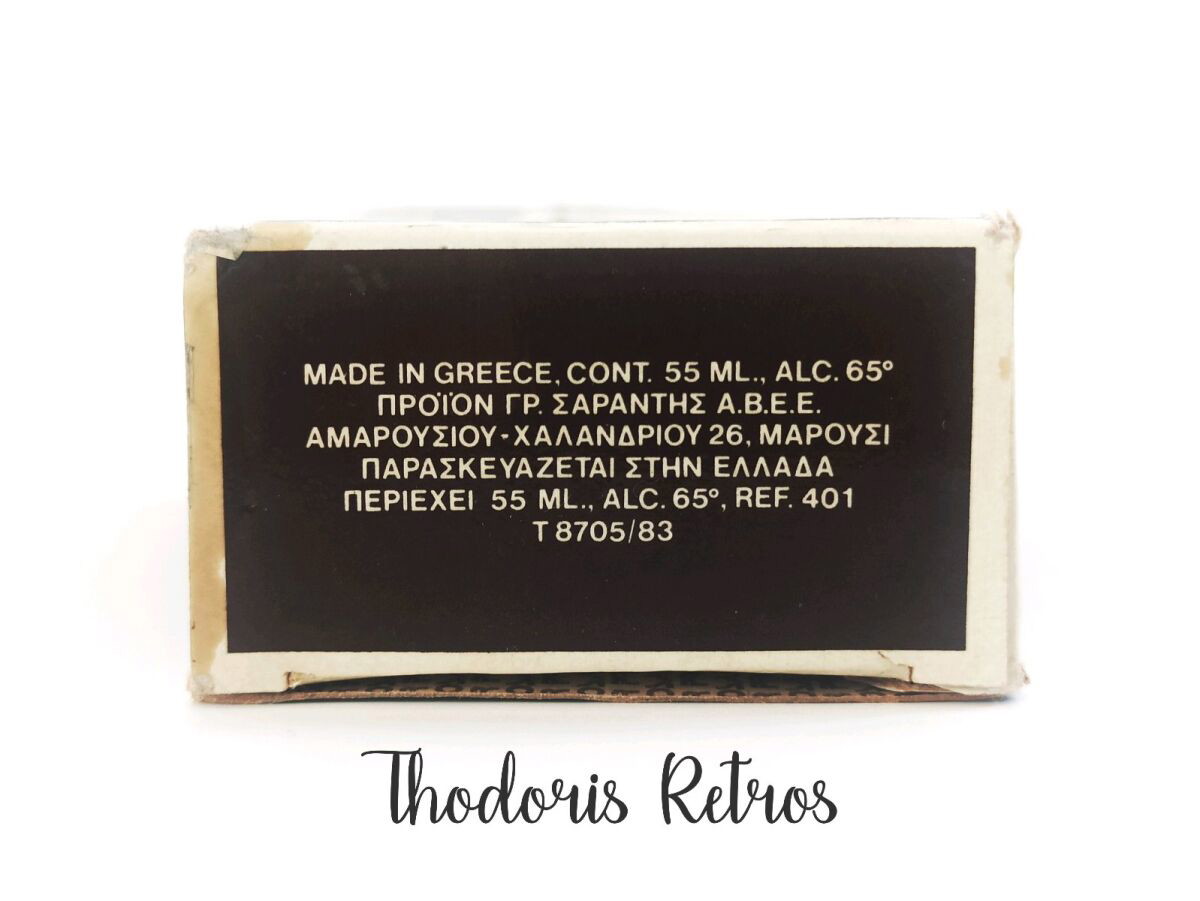 MADE IN GREECE, CONT. 55 ML., ALC. 65°
ΠΡΟΪΟΝ ΓΡ. ΣΑΡΑΝΤΗΣ Α.Β.Ε.Ε.
ΑΜΑΡΟΥΣΙΟΥ-ΧΑΛΑΝΔΡΙΟΥ 26, ΜΑΡΟΥΣΙ
ΠΑΡΑΣΚΕΥΑΖΕΤΑΙ ΣΤΗΝ ΕΛΛΑΔΑ
ΠΕΡΙΕΧΕΙ 55 ML., ALC. 65°, REF. 401
T 8705/83
Thodoris Retros